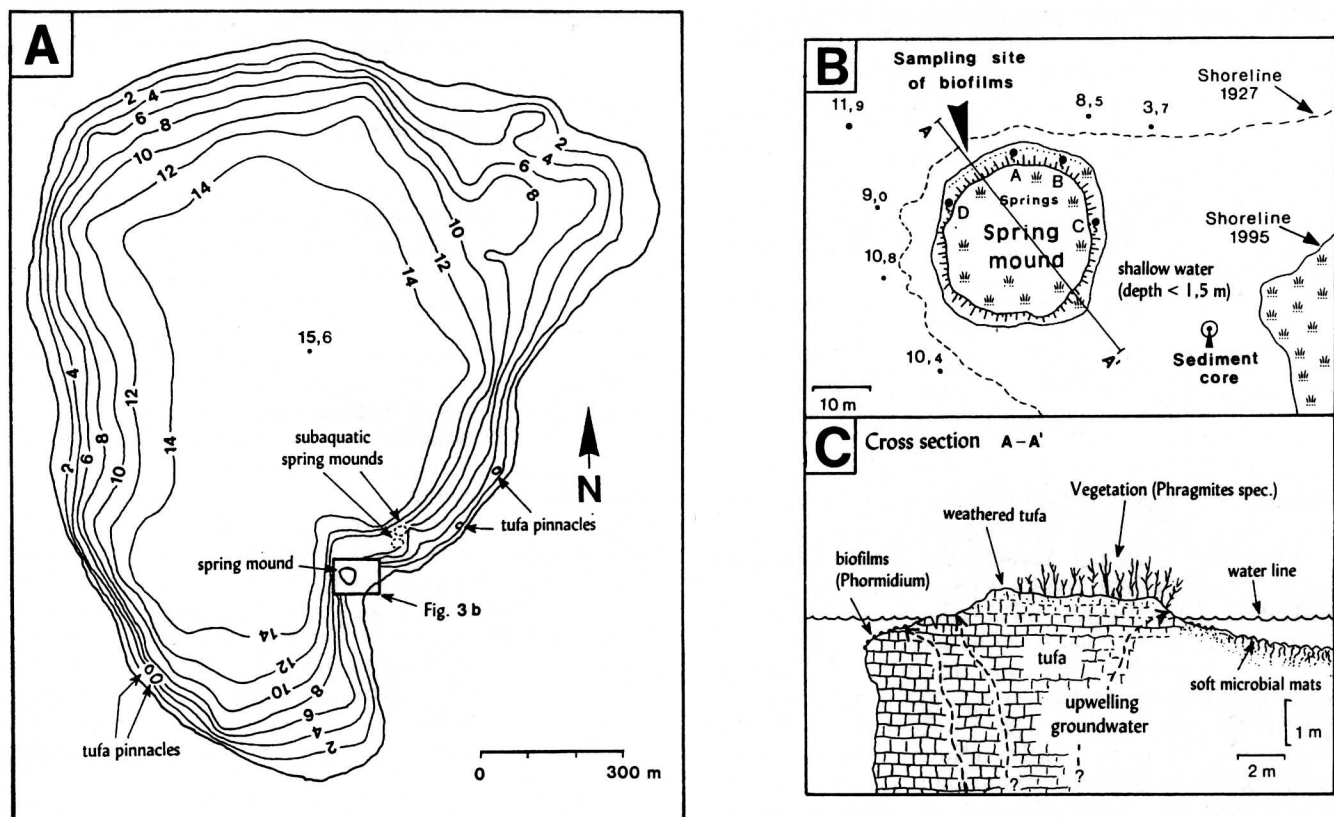 A
2
4
6
8
10
12
14
2
4
6
8
10
12
14
15,6
4
2
6
8
10
12
14
subaquatic
spring mounds
N
tufa pinnacles
spring mound
Fig. 3 b
14
12
10
8
6
4
2
tufa pinnacles
0 300 m
B
Sampling site
of biofilms
Shoreline
1927
11,9
8,5
3,7
A
A
B
Springs
9,0
D
C
Spring
mound
Shoreline
1995
10,8
shallow water
(depth < 1,5 m)
10,4
A'
Sediment
core
10 m
C
Cross section A – A'
Vegetation (Phragmites spec.)
weathered tufa
biofilms
(Phormidium)
water line
tufa
soft microbial mats
upwelling
groundwater
1 m
2 m
?
?